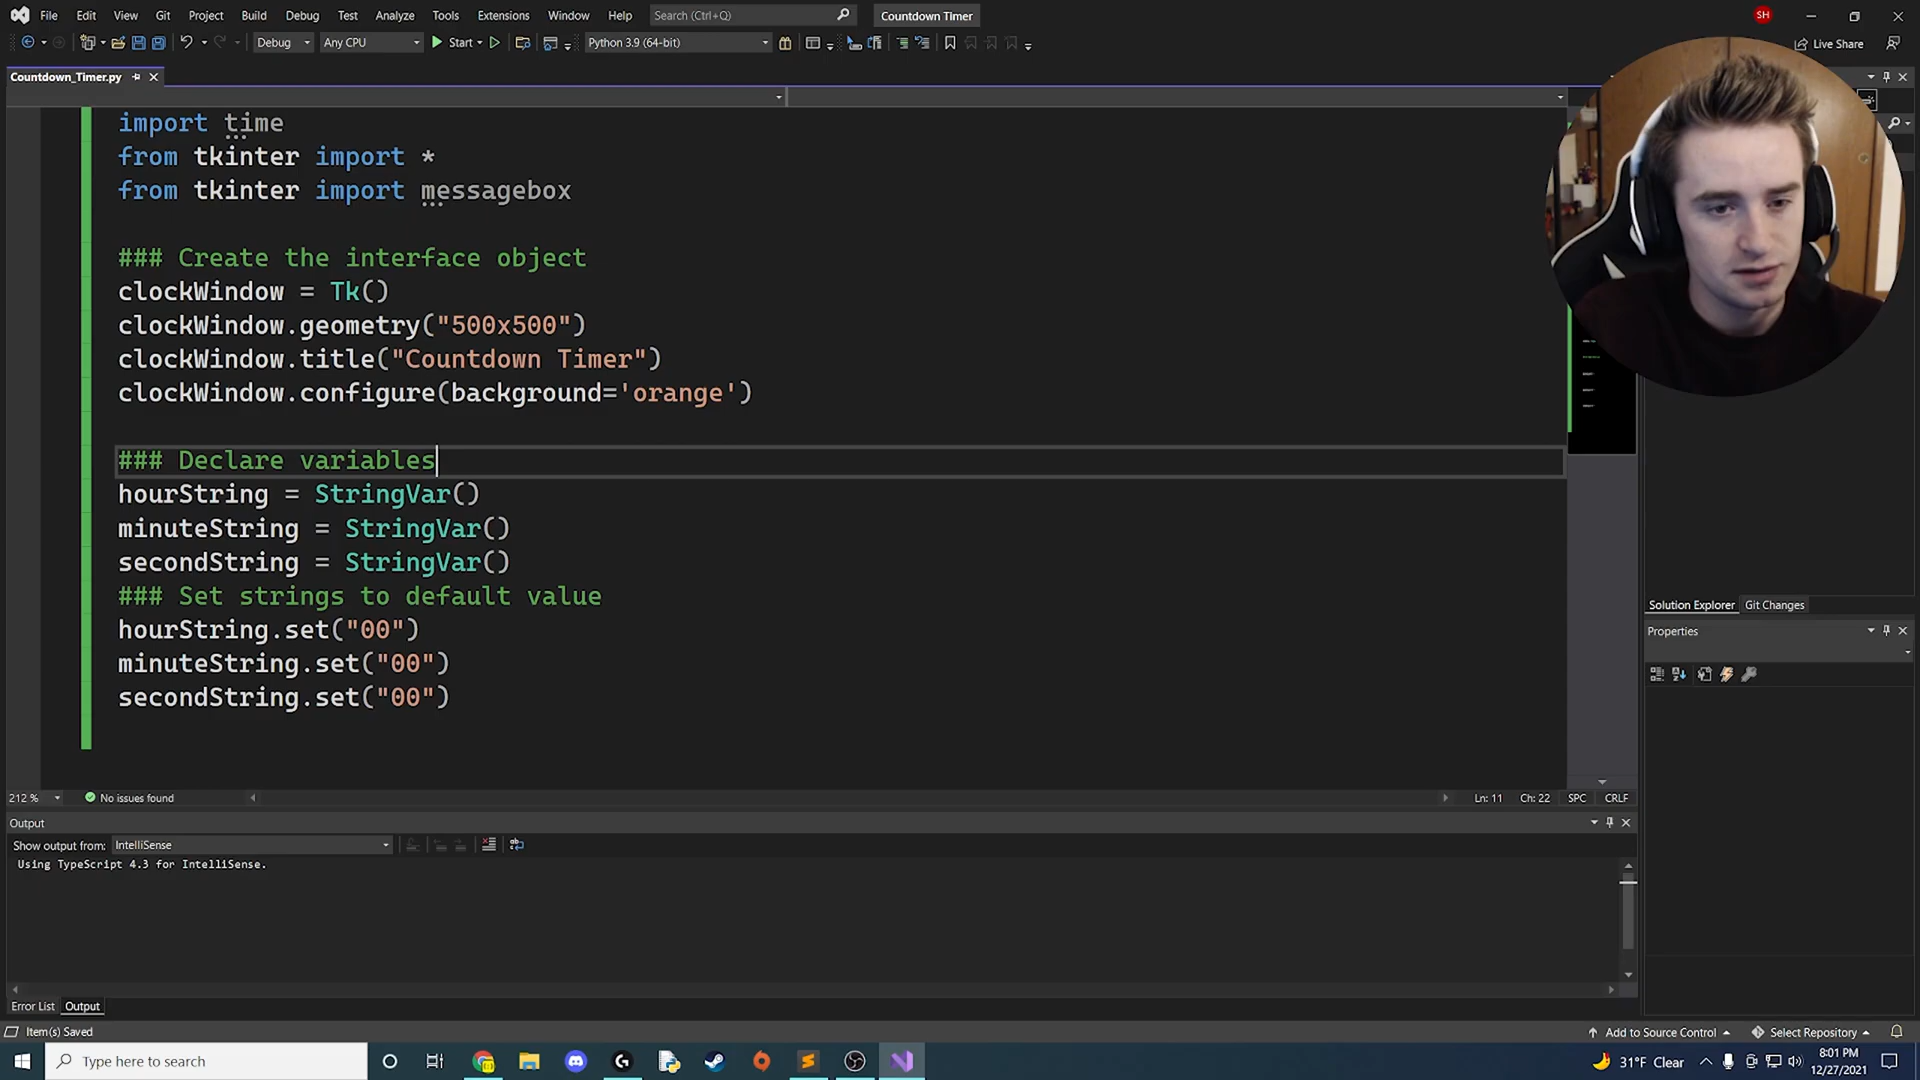 File Edit View Git Project Build Debug Test Analyze Tools Extensions Window Help Search (Ctrl+Q) Countdown Timer SH
Debug Any CPU Start Python 3.9 (64-bit) Live Share
Countdown_Timer.py
import time
from tkinter import *
from tkinter import messagebox
### Create the interface object
clockWindow = Tk()
clockWindow.geometry("500x500")
clockWindow.title("Countdown Timer")
clockWindow.configure(background='orange')
### Declare variables
hourString = StringVar()
minuteString = StringVar()
secondString = StringVar()
### Set strings to default value
hourString.set("00")
minuteString.set("00")
secondString.set("00")
Solution Explorer Git Changes
Properties
212 % No issues found Ln: 11 Ch: 22 SPC CRLF
Output
Show output from: IntelliSense
Using TypeScript 4.3 for IntelliSense.
Error List Output
Item(s) Saved Add to Source Control Select Repository
Type here to search 31°F Clear 8:01 PM
12/27/2021